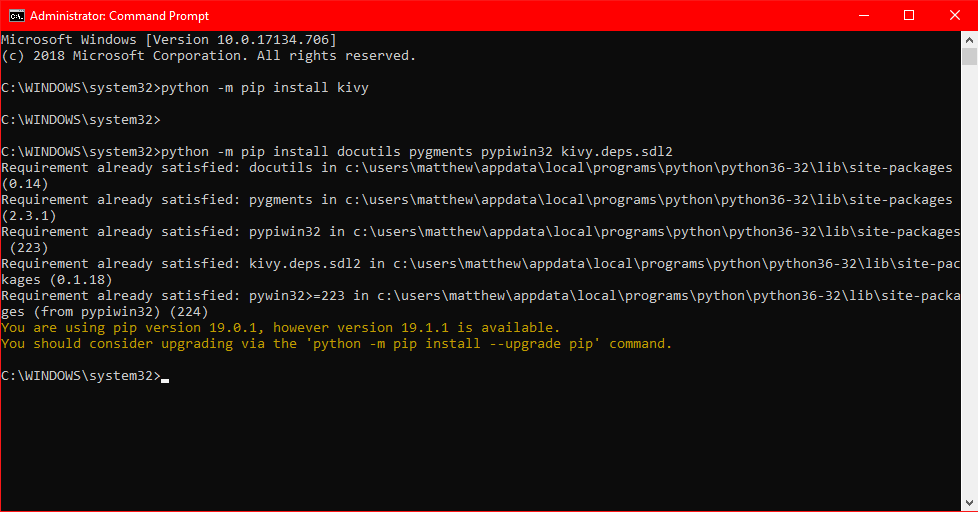 Administrator: Command Prompt
Microsoft Windows [Version 10.0.17134.706]
(c) 2018 Microsoft Corporation. All rights reserved.
C:\WINDOWS\system32>python -m pip install kivy
C:\WINDOWS\system32>
C:\WINDOWS\system32>python -m pip install docutils pygments pypiwin32 kivy.deps.sdl2
Requirement already satisfied: docutils in c:\users\matthew\appdata\local\programs\python\python36-32\lib\site-packages
(0.14)
Requirement already satisfied: pygments in c:\users\matthew\appdata\local\programs\python\python36-32\lib\site-packages
(2.3.1)
Requirement already satisfied: pypiwin32 in c:\users\matthew\appdata\local\programs\python\python36-32\lib\site-packages
 (223)
Requirement already satisfied: kivy.deps.sdl2 in c:\users\matthew\appdata\local\programs\python\python36-32\lib\site-pac
kages (0.1.18)
Requirement already satisfied: pywin32>=223 in c:\users\matthew\appdata\local\programs\python\python36-32\lib\site-packa
ges (from pypiwin32) (224)
You are using pip version 19.0.1, however version 19.1.1 is available.
You should consider upgrading via the 'python -m pip install --upgrade pip' command.
C:\WINDOWS\system32>